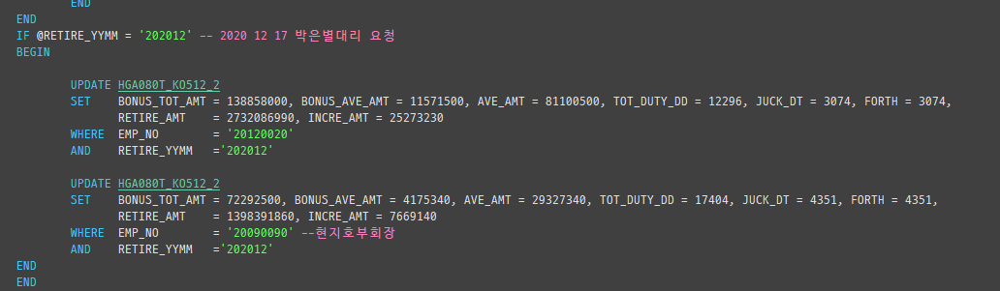 END
END
IF @RETIRE_YYMM = '202012' -- 2020 12 17 박은별대리 요청
BEGIN
UPDATE HGA080T_KO512_2
SET BONUS_TOT_AMT = 138858000, BONUS_AVE_AMT = 11571500, AVE_AMT = 81100500, TOT_DUTY_DD = 12296, JUCK_DT = 3074, FORTH = 3074,
RETIRE_AMT = 2732086990, INCRE_AMT = 25273230
WHERE EMP_NO = '20120020'
AND RETIRE_YYMM ='202012'
UPDATE HGA080T_KO512_2
SET BONUS_TOT_AMT = 72292500, BONUS_AVE_AMT = 4175340, AVE_AMT = 29327340, TOT_DUTY_DD = 17404, JUCK_DT = 4351, FORTH = 4351,
RETIRE_AMT = 1398391860, INCRE_AMT = 7669140
WHERE EMP_NO = '20090090' --현지호부회장
AND RETIRE_YYMM ='202012'
END
END